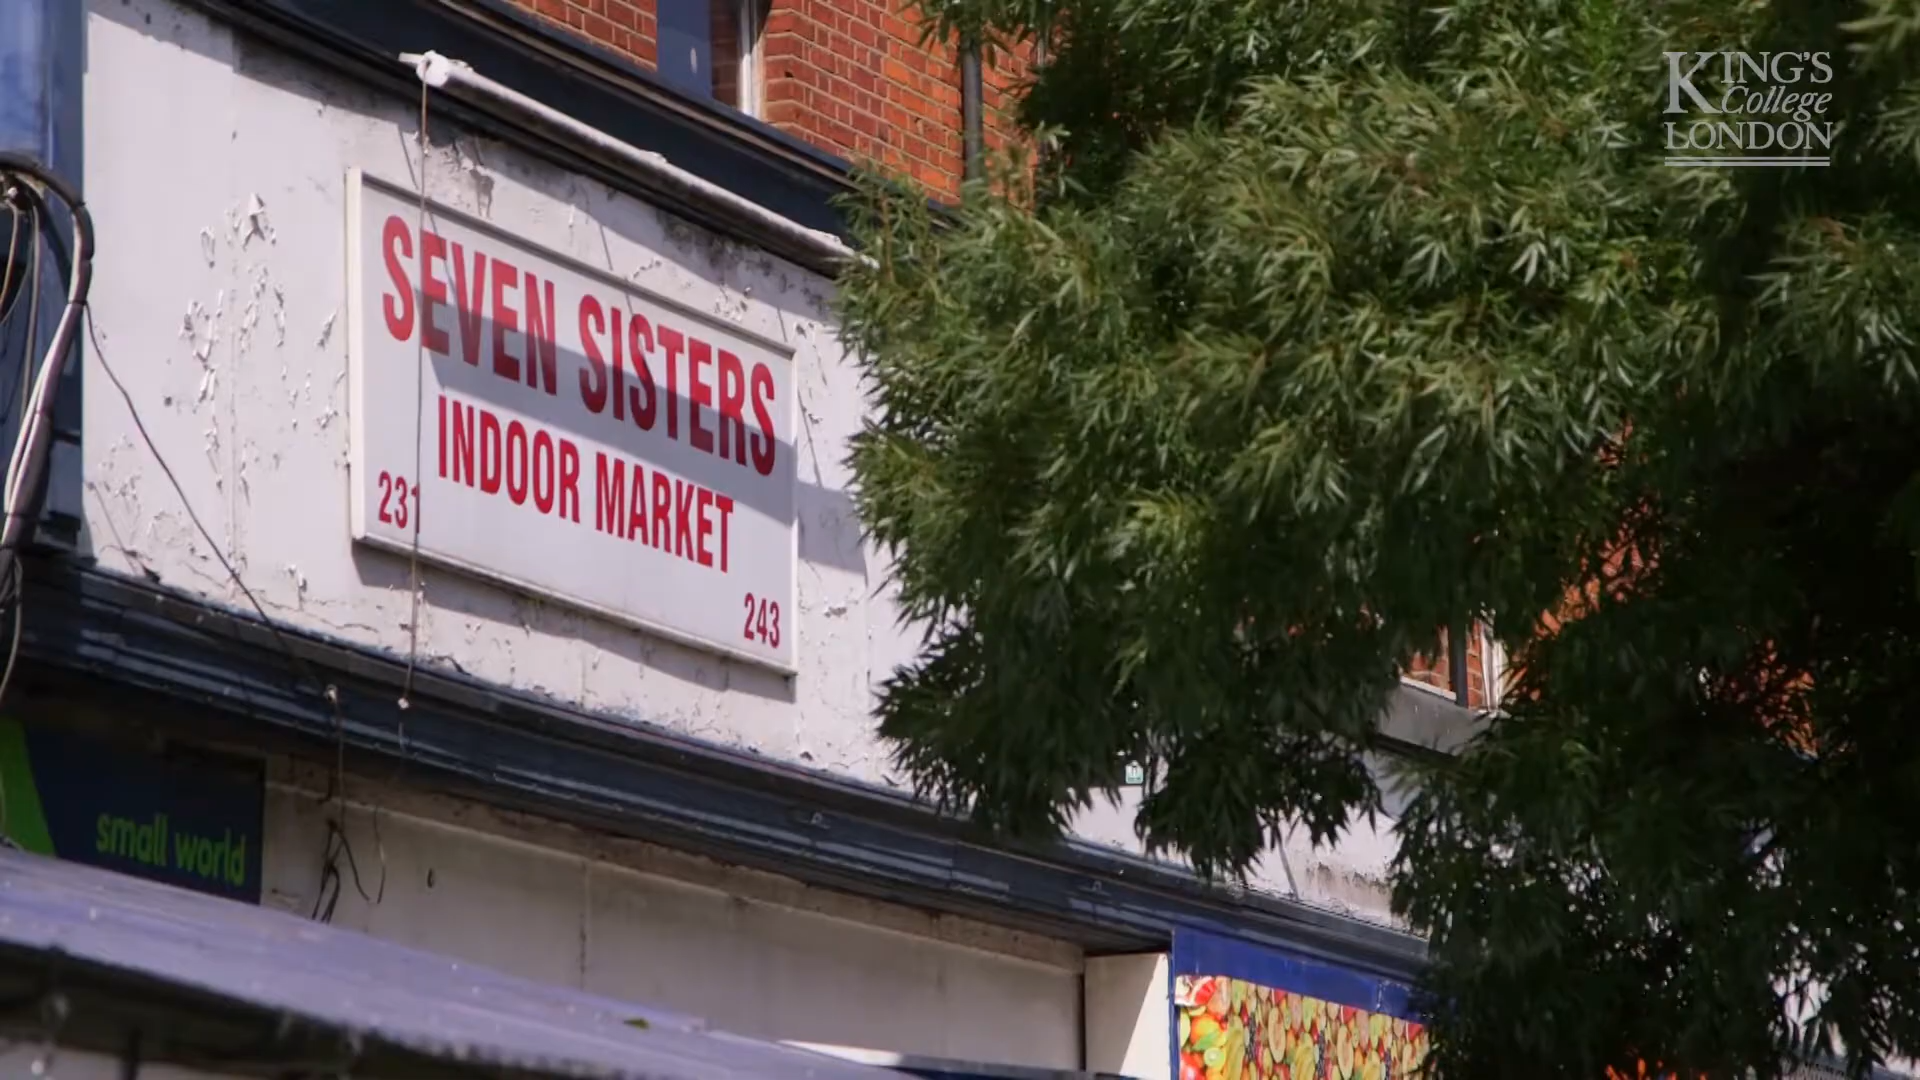 SEVEN SISTERS
INDOOR MARKET
231
243
small world
KING'S
College
LONDON